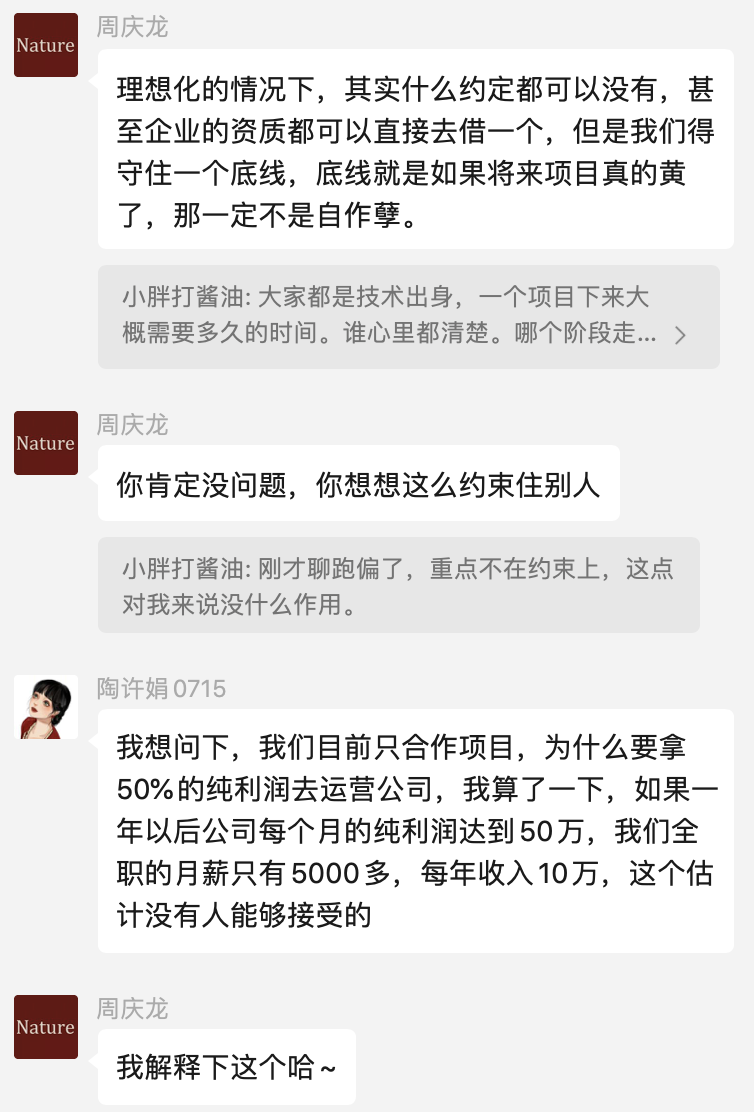 周庆龙
Nature
理想化的情况下，其实什么约定都可以没有，甚
至企业的资质都可以直接去借一个，但是我们得
守住一个底线，底线就是如果将来项目真的黄
了，那一定不是自作孽。
小胖打酱油: 大家都是技术出身，一个项目下来大
概需要多久的时间。谁心里都清楚。哪个阶段走...
周庆龙
Nature
你肯定没问题，你想想这么约束住别人
小胖打酱油: 刚才聊跑偏了，重点不在约束上，这点
对我来说没什么作用。
陶许娟0715
我想问下，我们目前只合作项目，为什么要拿
50%的纯利润去运营公司，我算了一下，如果一
年以后公司每个月的纯利润达到50万，我们全
职的月薪只有5000多，每年收入10万，这个估
计没有人能够接受的
周庆龙
Nature
我解释下这个哈~